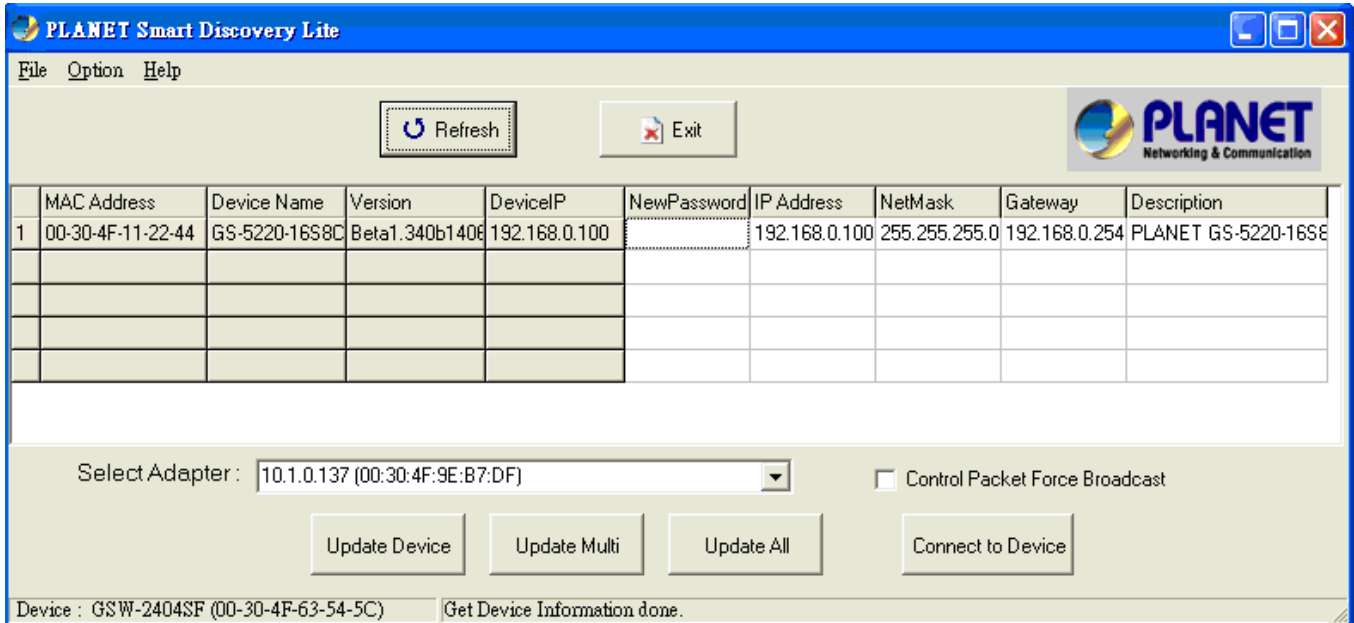 PLANET Smart Discovery Lite
File Option Help
Refresh Exit
PLANET
Networking & Communication
MAC Address Device Name Version DeviceIP NewPassword IP Address NetMask Gateway Description
1 00-30-4F-11-22-44 GS-5220-16S8C Beta1.340b1406 192.168.0.100 192.168.0.100 255.255.255.0 192.168.0.254 PLANET GS-5220-16S8
Select Adapter : 10.1.0.137 (00:30:4F:9E:B7:DF) Control Packet Force Broadcast
Update Device Update Multi Update All Connect to Device
Device : GSW-2404SF (00-30-4F-63-54-5C) Get Device Information done.